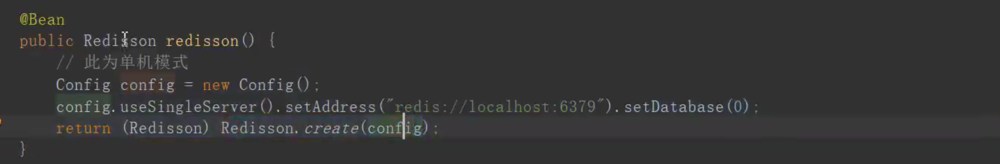 @Bean
public Redisson redisson() {
// 此为单机模式
Config config = new Config();
config.useSingleServer().setAddress("redis://localhost:6379").setDatabase(0);
return (Redisson) Redisson.create(config);
}